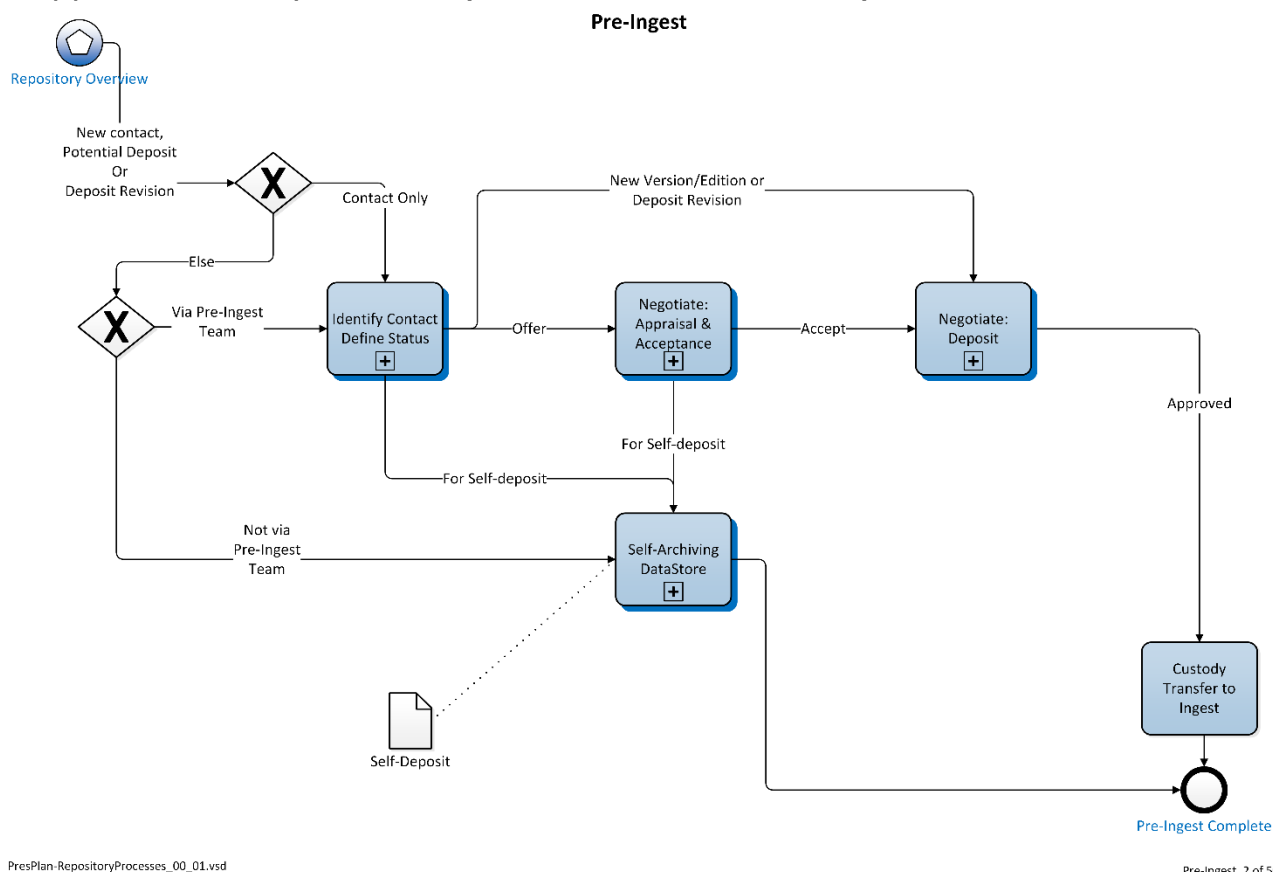 Pre-Ingest
Repository Overview
New contact,
Potential Deposit
Or
Deposit Revision
X
Contact Only
New Version/Edition or
Deposit Revision
Else
X
Via Pre-Ingest
Team
Identify Contact
Define Status
Offer
Negotiate:
Appraisal &
Acceptance
Accept
Negotiate:
Deposit
Approved
For Self-deposit
For Self-deposit
Not via
Pre-Ingest
Team
Self-Archiving
DataStore
Custody
Transfer to
Ingest
Self-Deposit
Pre-Ingest Complete
PresPlan-RepositoryProcesses_00_01.vsd
Pre-Ingest 2 of 5